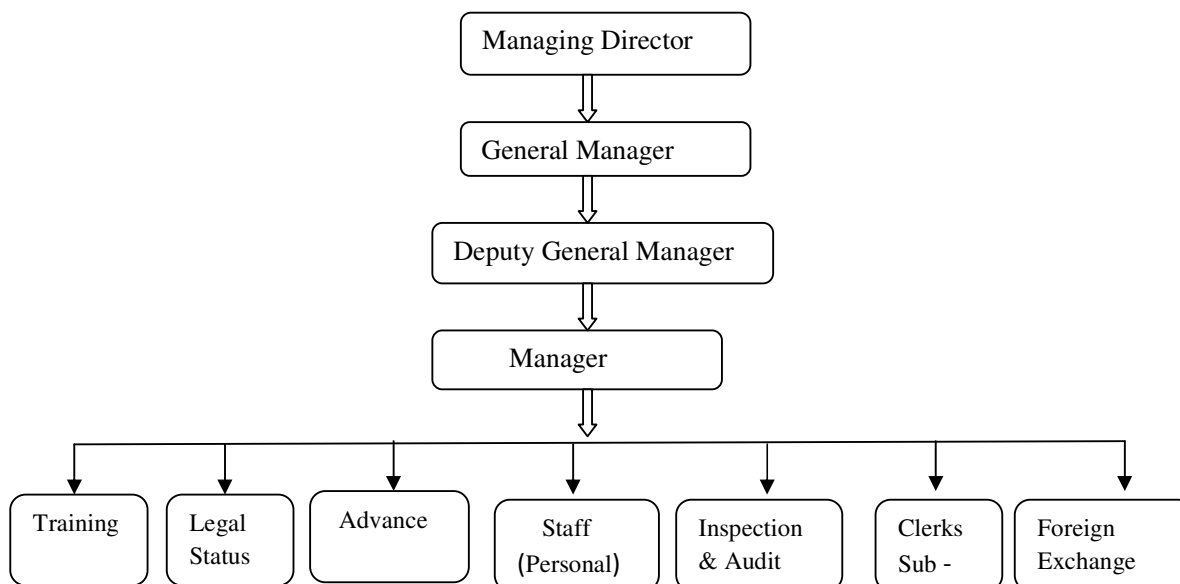 Managing Director
General Manager
Deputy General Manager
Manager
Training
Legal
Status
Advance
Staff
(Personal)
Inspection
& Audit
Clerks
Sub -
Foreign
Exchange